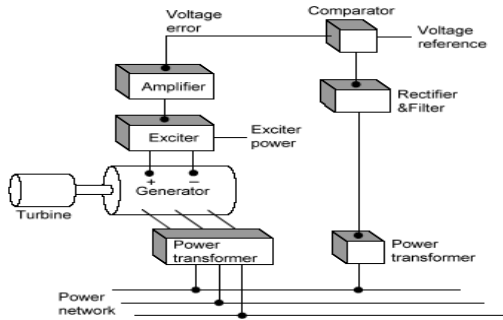 Voltage
error
Comparator
Voltage
reference
Amplifier
Rectifier
&Filter
Exciter
Exciter
power
+ −
Generator
Turbine
Power
transformer
Power
transformer
Power
network